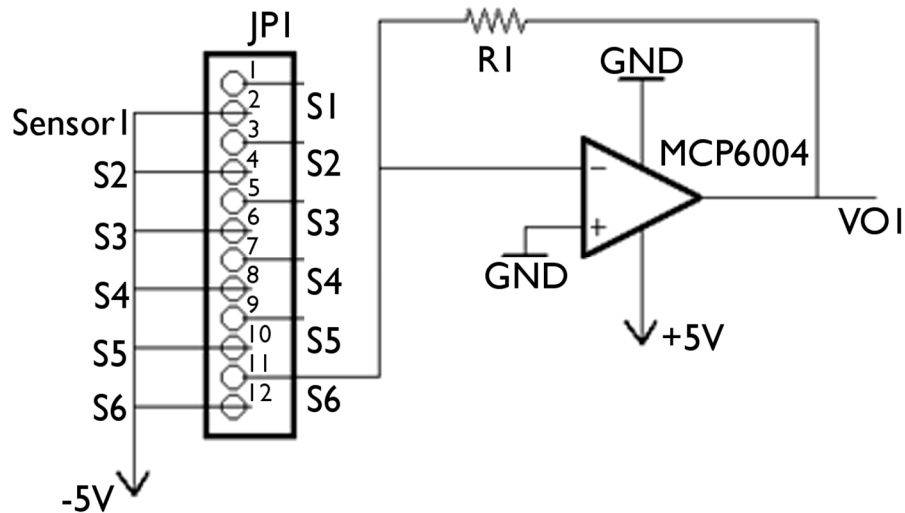 JP1
R1
GND
1
S1
2
Sensor1
3
MCP6004
S2
4
S2
5
S3
6
S3
VO1
7
GND
S4
8
S4
9
S5
10
+5V
S5
11
S6
12
S6
-5V
−
+